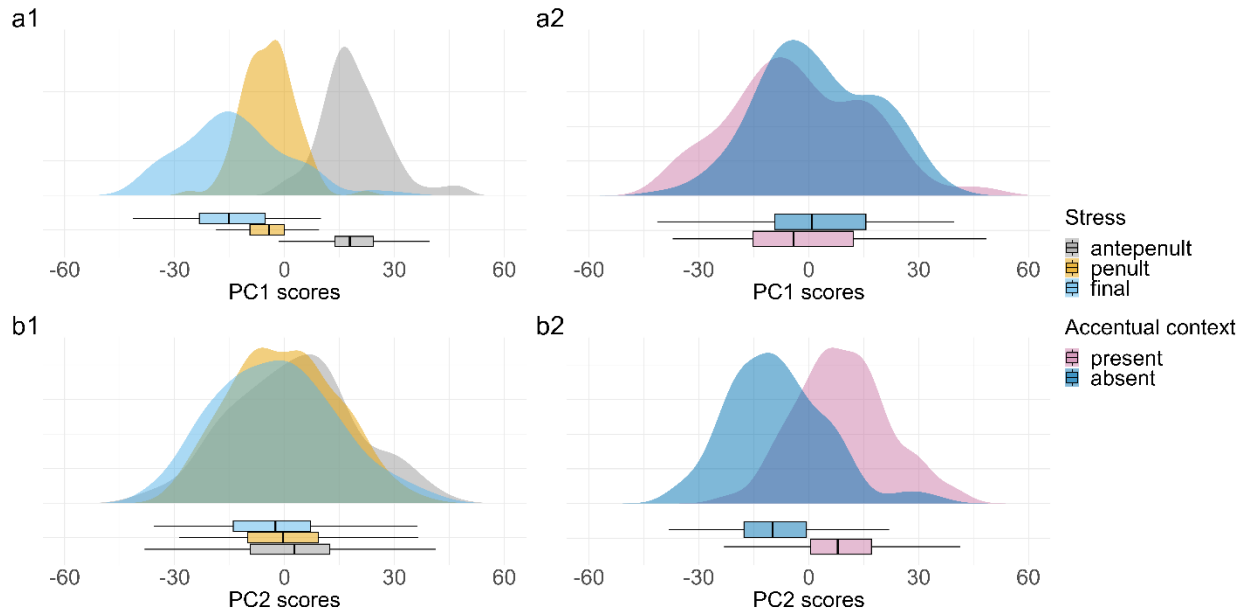 a1
a2
-60 -30 0 30 60
PC1 scores
-60 -30 0 30 60
PC1 scores
Stress
antepenult
penult
final
Accentual context
present
absent
b1
b2
-60 -30 0 30 60
PC2 scores
-60 -30 0 30 60
PC2 scores